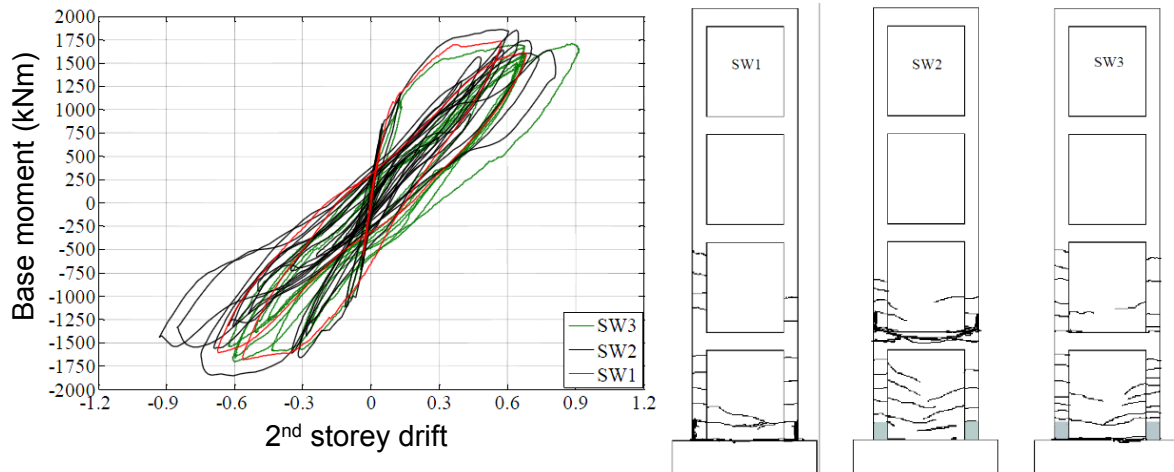 2000
1750
1500
1250
1000
750
500
250
0
-250
-500
-750
-1000
-1250
-1500
-1750
-2000
Base moment (kNm)
-1.2 -0.9 -0.6 -0.3 0 0.3 0.6 0.9 1.2
2nd storey drift
SW3
SW2
SW1
SW1
SW2
SW3